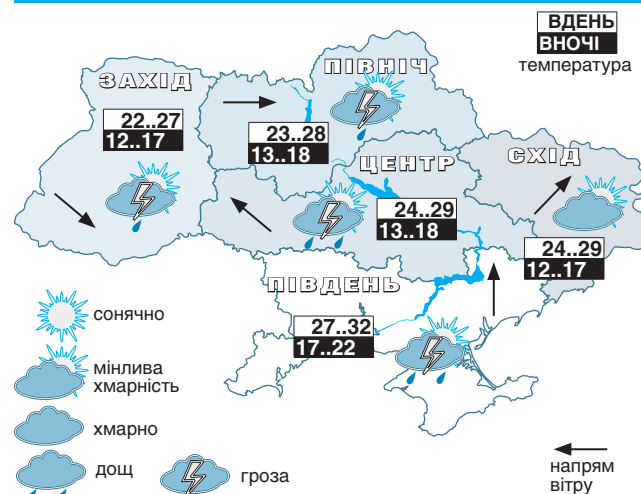 ВДЕНЬ
ВНОЧІ
температура
ПІВНІЧ
ЗАХІД
22..27
12..17
23..28
13..18
ЦЕНТР
СХІД
24..29
13..18
24..29
12..17
ПІВДЕНЬ
27..32
17..22
сонячно
мінлива
хмарність
хмарно
дощ
гроза
напрям
вітру